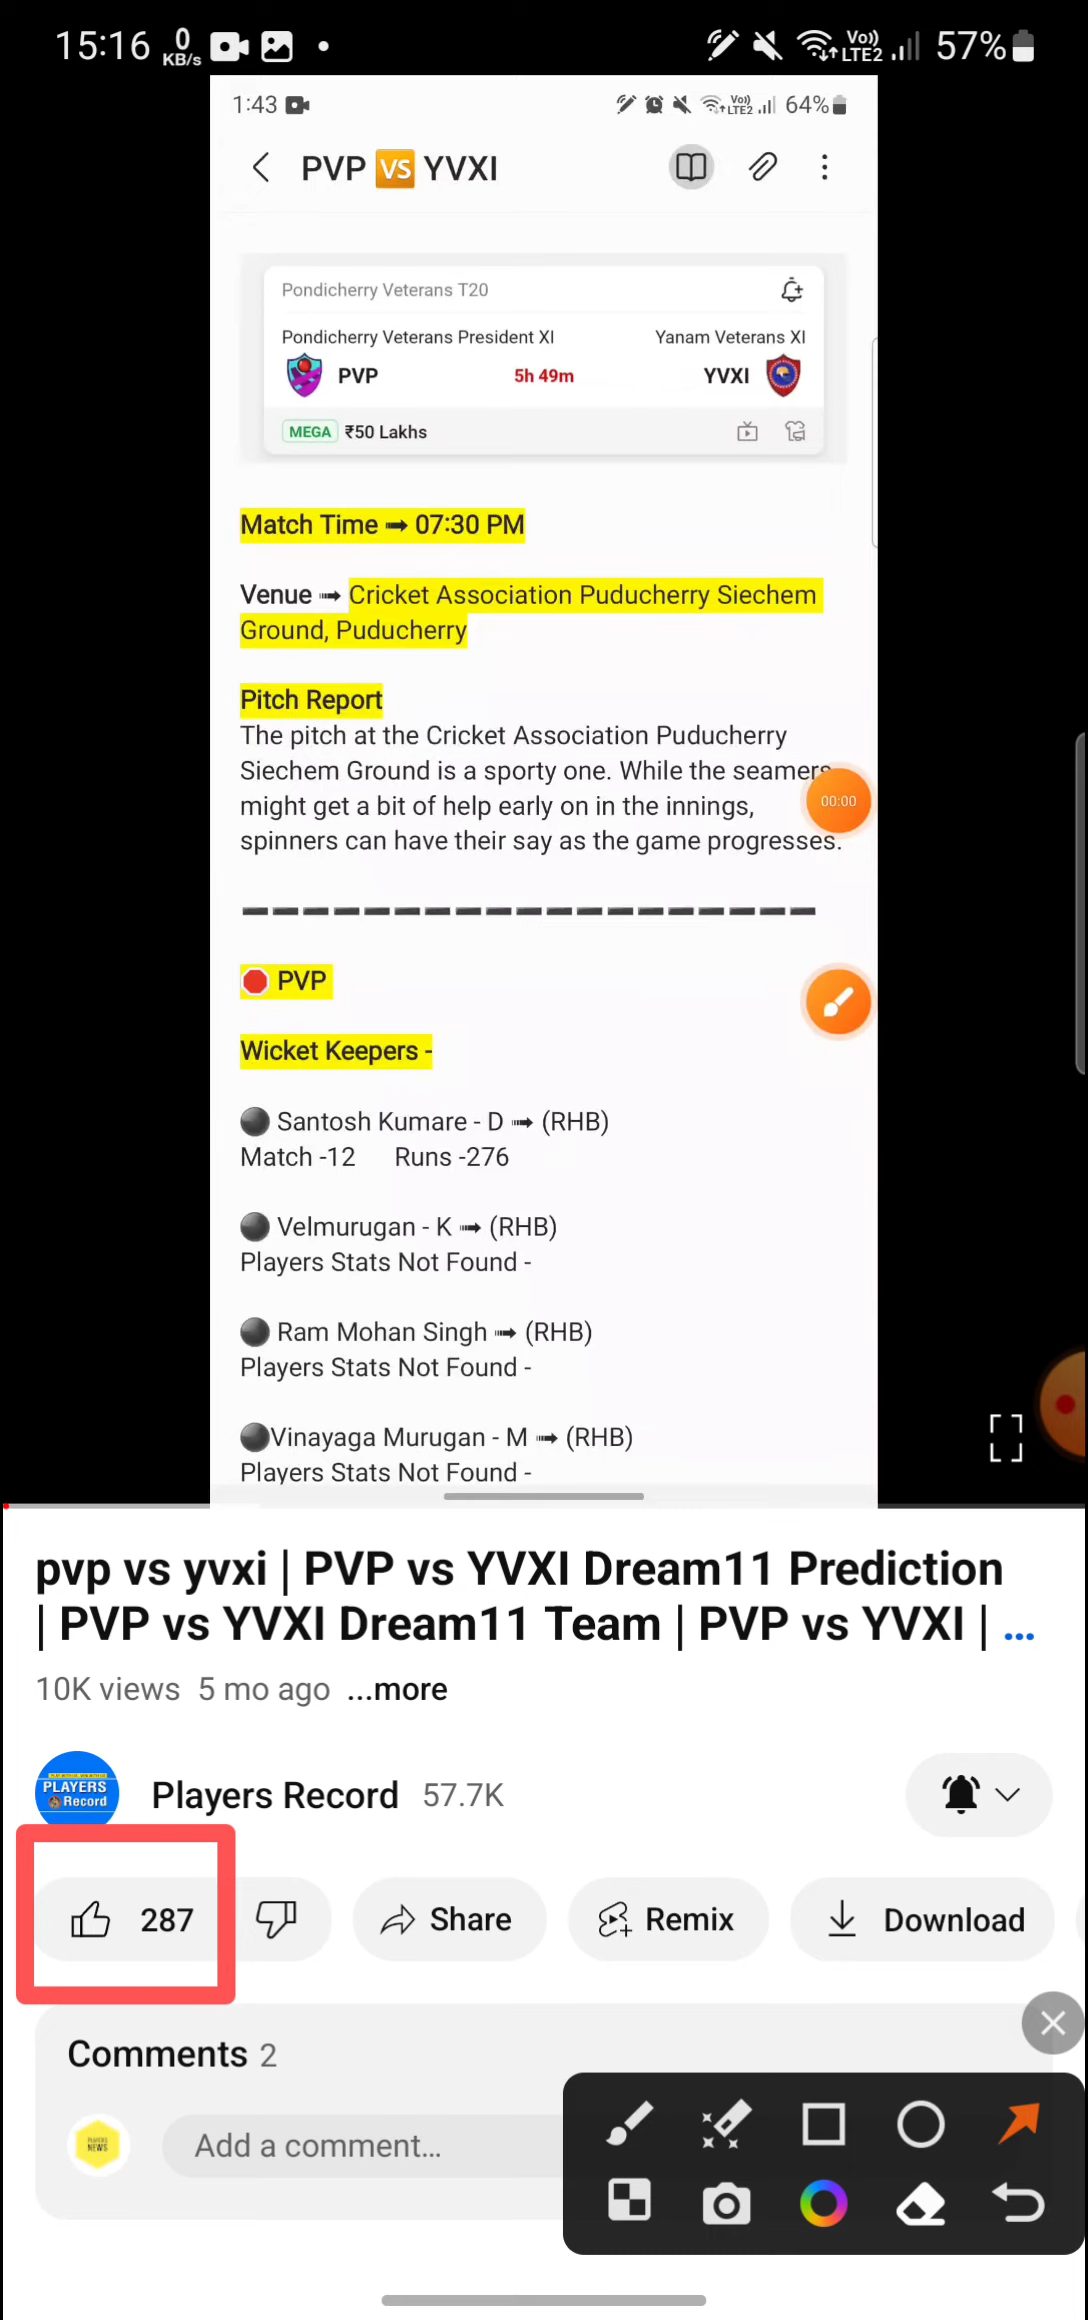 15:16 0 KB/s Vo)) LTE2 57%
1:43 Vo)) LTE2 64%
PVP VS YVXI
Pondicherry Veterans T20
Pondicherry Veterans President XI Yanam Veterans XI
PVP 5h 49m YVXI
MEGA ₹50 Lakhs
Match Time ➟ 07:30 PM
Venue ➟ Cricket Association Puducherry Siechem
Ground, Puducherry
Pitch Report
The pitch at the Cricket Association Puducherry
Siechem Ground is a sporty one. While the seamers
might get a bit of help early on in the innings,
00:00
spinners can have their say as the game progresses.
🛑 PVP
Wicket Keepers -
⚫ Santosh Kumare - D ➟ (RHB)
Match -12 Runs -276
⚫ Velmurugan - K ➟ (RHB)
Players Stats Not Found -
⚫ Ram Mohan Singh ➟ (RHB)
Players Stats Not Found -
⚫Vinayaga Murugan - M ➟ (RHB)
Players Stats Not Found -
pvp vs yvxi | PVP vs YVXI Dream11 Prediction
| PVP vs YVXI Dream11 Team | PVP vs YVXI | ...
10K views 5 mo ago ...more
PLAYERS
Record
Players Record 57.7K
287 Share Remix Download
Comments 2
PLAYERS
NEWS
Add a comment...